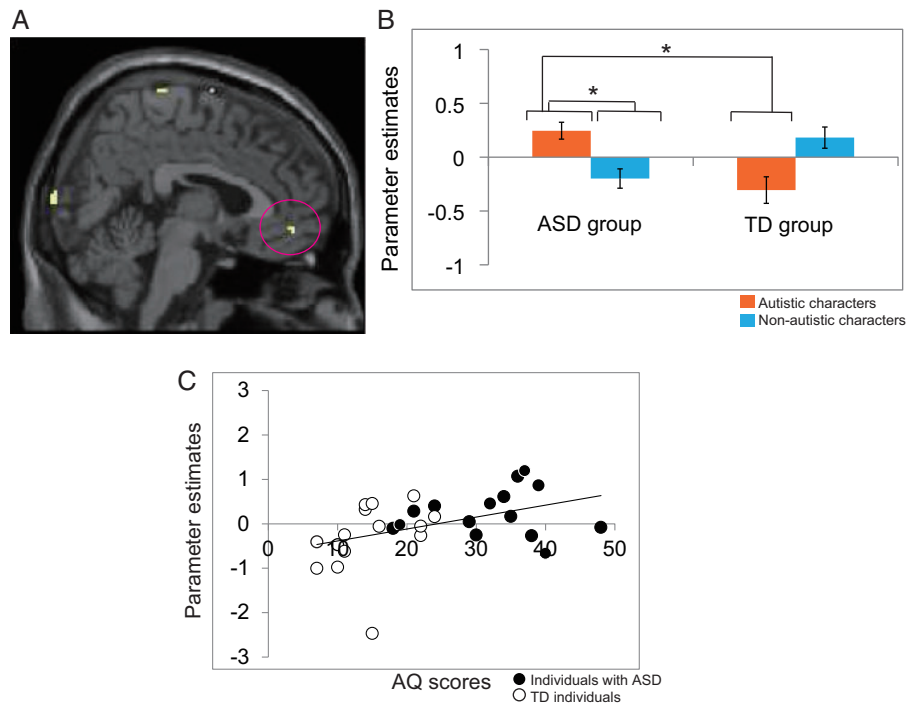 A
B
Parameter estimates
1
0.5
0
-0.5
-1
*
*
ASD group
TD group
Autistic characters
Non-autistic characters
C
Parameter estimates
3
2
1
0
-1
-2
-3
0
10
20
30
40
50
AQ scores
Individuals with ASD
TD individuals